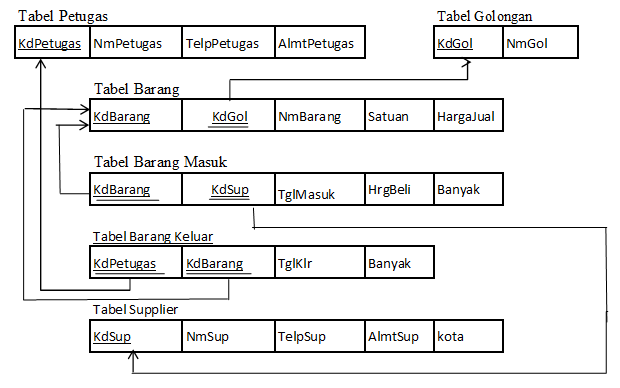 Tabel Petugas
KdPetugas NmPetugas TelpPetugas AlmtPetugas
Tabel Golongan
KdGol NmGol
Tabel Barang
KdBarang KdGol NmBarang Satuan HargaJual
Tabel Barang Masuk
KdBarang KdSup TglMasuk HrgBeli Banyak
Tabel Barang Keluar
KdPetugas KdBarang TglKlr Banyak
Tabel Supplier
KdSup NmSup TelpSup AlmtSup kota